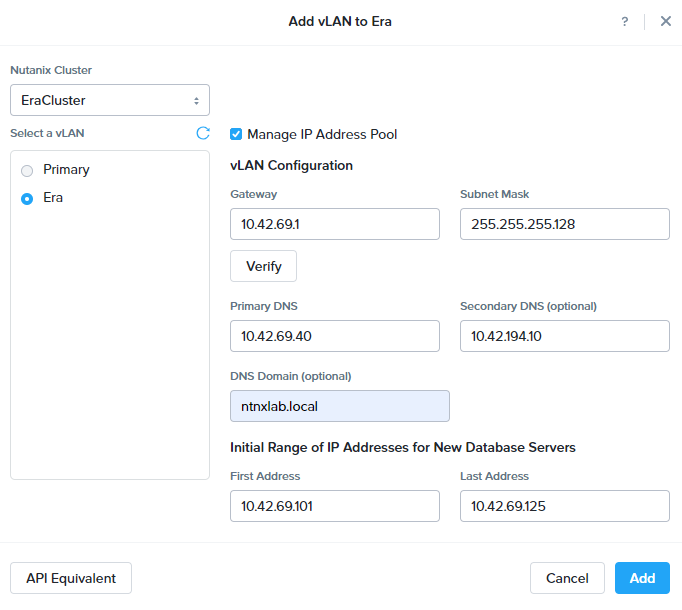 Add vLAN to Era
?
Nutanix Cluster
EraCluster
Select a vLAN
Primary
Era
Manage IP Address Pool
vLAN Configuration
Gateway
Subnet Mask
10.42.69.1
255.255.255.128
Verify
Primary DNS
Secondary DNS (optional)
10.42.69.40
10.42.194.10
DNS Domain (optional)
ntnxlab.local
Initial Range of IP Addresses for New Database Servers
First Address
Last Address
10.42.69.101
10.42.69.125
API Equivalent
Cancel
Add